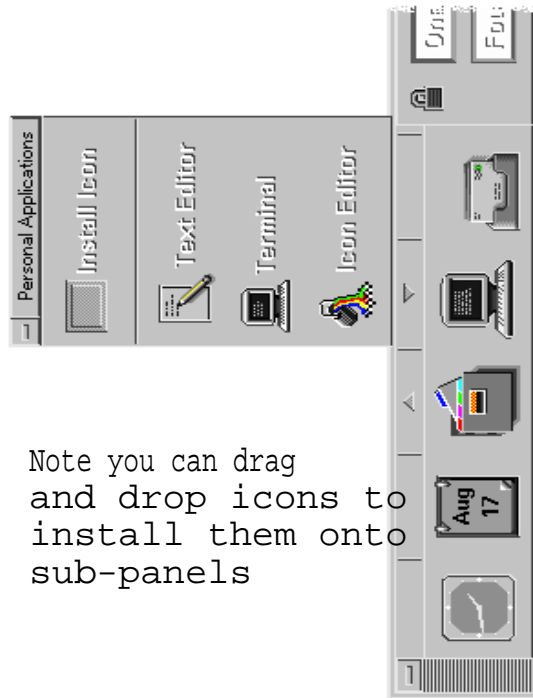 Personal Applications
Install Icon
Text Editor
Terminal
Icon Editor
Note you can drag
and drop icons to
install them onto
sub-panels
Aug
17